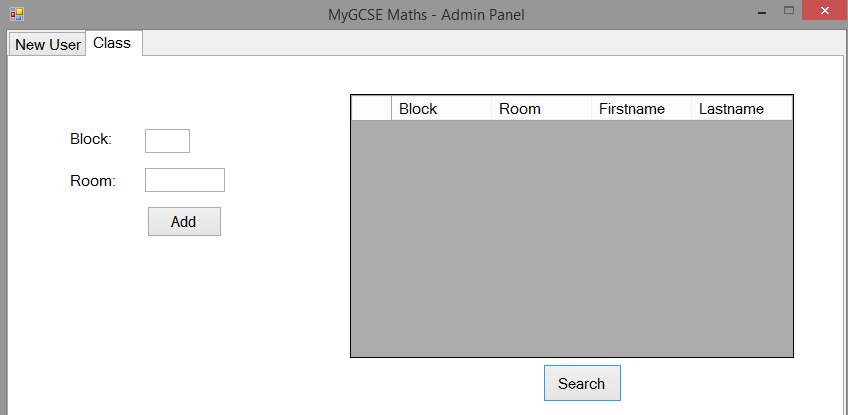 MyGCSE Maths - Admin Panel
New User Class
Block Room Firstname Lastname
Block:
Room:
Add
Search